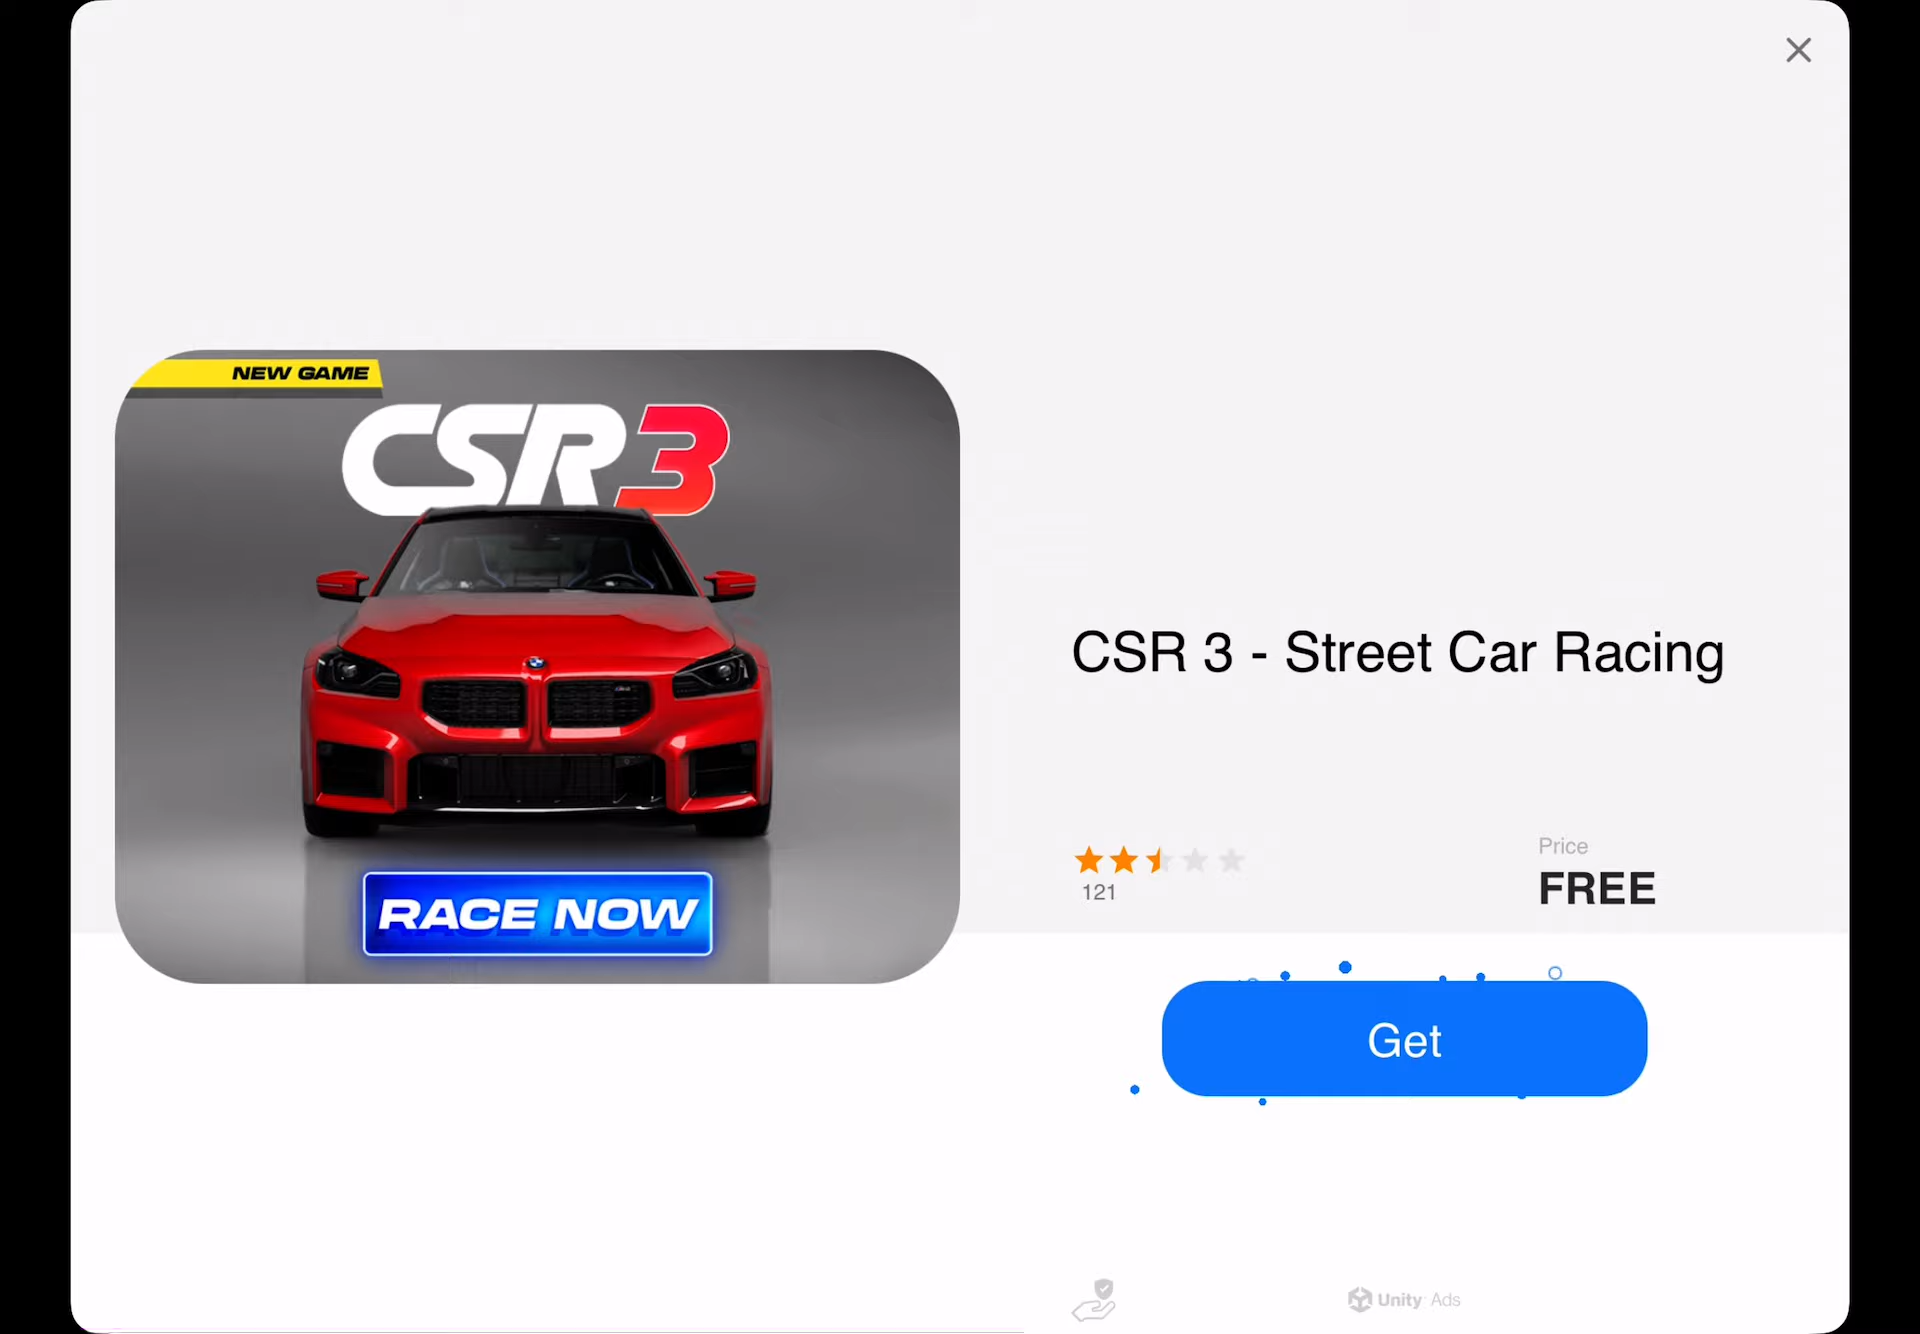 NEW GAME
CSR3
RACE NOW
CSR 3 - Street Car Racing
121
Price
FREE
Get
Unity Ads